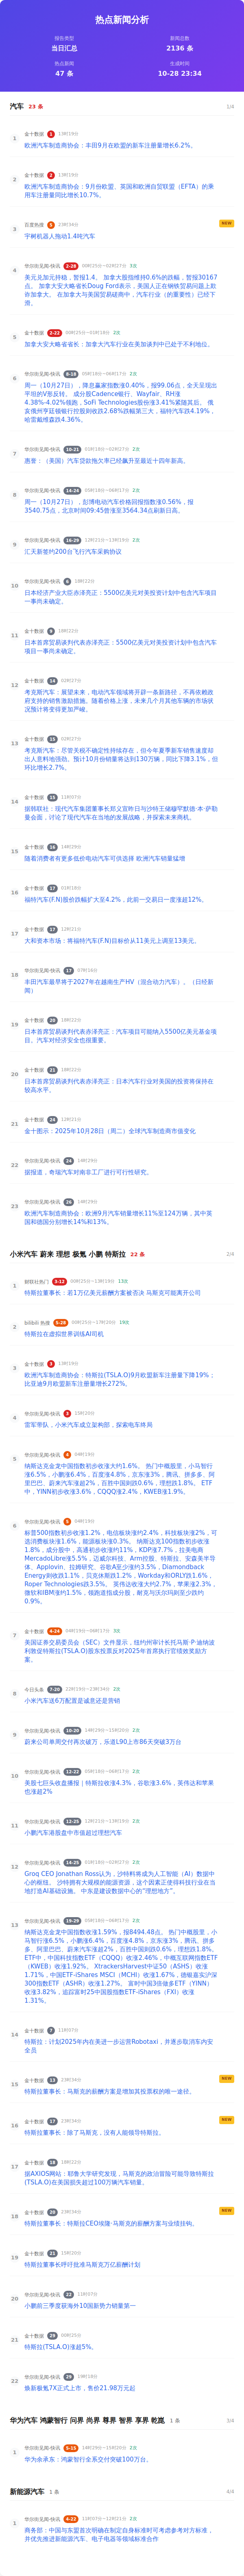 热点新闻分析
报告类型
新闻总数
当日汇总
2136 条
热点新闻
生成时间
47 条
10-28 23:34
汽车 23 条 1/4
1
金十数据 1 13时19分
欧洲汽车制造商协会：丰田9月在欧盟的新车注册量增长6.2%。
2
金十数据 2 13时19分
欧洲汽车制造商协会：9月份欧盟、英国和欧洲自由贸易联盟（EFTA）的乘
用车注册量同比增长10.7%。
3
百度热搜 5 23时34分 NEW
宇树机器人拖动1.4吨汽车
4
华尔街见闻-快讯 2-28 00时25分~02时27分 3次
美元兑加元持稳，暂报1.4。 加拿大股指维持0.6%的跌幅，暂报30167
点。 加拿大安大略省长Doug Ford表示，美国人正在钢铁贸易问题上欺
诈加拿大。 在加拿大与美国贸易磋商中，汽车行业（的重要性）已经下
滑。
5
金十数据 2-22 00时25分~01时18分 2次
加拿大安大略省省长：加拿大汽车行业在美加谈判中已处于不利地位。
6
华尔街见闻-快讯 8-18 05时18分~06时17分 2次
周一（10月27日），降息赢家指数涨0.40%，报99.06点，全天呈现出
平坦的V形反转。 成分股Cadence银行、Wayfair、RH涨
4.38%-4.02%领跑，SoFi Technologies股份涨3.41%紧随其后。 俄
亥俄州亨廷顿银行控股则收跌2.68%跌幅第三大，福特汽车跌4.19%，
哈雷戴维森跌4.36%。
7
华尔街见闻-快讯 10-21 01时18分~02时27分 2次
惠誉：（美国）汽车贷款拖欠率已经飙升至最近十四年新高。
8
华尔街见闻-快讯 14-24 05时18分~06时17分 2次
周一（10月27日），彭博电动汽车价格回报指数涨0.56%，报
3540.75点，北京时间09:45曾涨至3564.34点刷新日高。
9
华尔街见闻-快讯 16-29 12时21分~13时19分 2次
汇天新签约200台飞行汽车采购协议
10
华尔街见闻-快讯 6 10时22分
日本经济产业大臣赤泽亮正：5500亿美元对美投资计划中包含汽车项目
一事尚未确定。
11
金十数据 9 10时22分
日本首席贸易谈判代表赤泽亮正：5500亿美元对美投资计划中包含汽车
项目一事尚未确定。
12
金十数据 14 02时27分
考克斯汽车：展望未来，电动汽车领域将开辟一条新路径，不再依赖政
府支持的销售激励措施。随着价格上涨，未来几个月其他车辆的市场状
况预计将变得更加严峻。
13
金十数据 15 02时27分
考克斯汽车：尽管关税不确定性持续存在，但今年夏季新车销售速度却
出人意料地强劲。预计10月份销量将达到130万辆，同比下降3.1%，但
环比增长2.7%。
14
金十数据 15 11时07分
据韩联社：现代汽车集团董事长郑义宣昨日与沙特王储穆罕默德·本·萨勒
曼会面，讨论了现代汽车在当地的发展战略，并探索未来商机。
15
金十数据 16 14时29分
随着消费者有更多低价电动汽车可供选择 欧洲汽车销量猛增
16
金十数据 17 01时18分
福特汽车(F.N)股价跌幅扩大至4.2%，此前一交易日一度涨超12%。
17
金十数据 17 12时21分
大和资本市场：将福特汽车(F.N)目标价从11美元上调至13美元。
18
华尔街见闻-快讯 17 07时16分
丰田汽车最早将于2027年在越南生产HV（混合动力汽车）。（日经新
闻）
19
金十数据 20 10时22分
日本首席贸易谈判代表赤泽亮正：汽车项目可能纳入5500亿美元基金项
目。汽车对经济安全也很重要。
20
金十数据 21 10时22分
日本首席贸易谈判代表赤泽亮正：日本汽车行业对美国的投资将保持在
较高水平。
21
金十数据 24 12时21分
金十图示：2025年10月28日（周二）全球汽车制造商市值变化
22
华尔街见闻-快讯 24 14时29分
据报道，奇瑞汽车对南非工厂进行可行性研究。
23
华尔街见闻-快讯 26 14时29分
欧洲汽车制造商协会：欧洲9月汽车销量增长11%至124万辆，其中英
国和德国分别增长14%和13%。
小米汽车 蔚来 理想 极氪 小鹏 特斯拉 22 条 2/4
1
财联社热门 3-12 00时25分~13时19分 13次
特斯拉董事长：若1万亿美元薪酬方案被否决 马斯克可能离开公司
2
bilibili 热搜 5-28 00时25分~17时20分 19次
特斯拉在虚拟世界训练AI司机
3
金十数据 3 13时19分
欧洲汽车制造商协会：特斯拉(TSLA.O)9月欧盟新车注册量下降19%；
比亚迪9月欧盟新车注册量增长272%。
4
华尔街见闻-快讯 3 15时20分
雷军带队，小米汽车成立架构部，探索电车终局
5
华尔街见闻-快讯 4 04时19分
纳斯达克金龙中国指数初步收涨大约1.6%。 热门中概股里，小马智行
涨6.5%，小鹏涨6.4%，百度涨4.8%，京东涨3%，腾讯、拼多多、阿
里巴巴、蔚来汽车涨超2%，百胜中国则跌0.6%，理想跌1.8%。 ETF
中，YINN初步收涨3.6%，CQQQ涨2.4%，KWEB涨1.9%。
6
华尔街见闻-快讯 5 04时19分
标普500指数初步收涨1.2%，电信板块涨约2.4%，科技板块涨2%，可
选消费板块涨1.6%，能源板块涨0.3%。 纳斯达克100指数初步收涨
1.8%，成分股中，高通初步收涨约11%，KDP涨7.7%，拉美电商
MercadoLibre涨5.5%，迈威尔科技、Arm控股、特斯拉、安森美半导
体、Applovin、拉姆研究、谷歌A至少涨约3.5%，Diamondback
Energy则收跌1.1%，贝克休斯跌1.2%，Workday和ORLY跌1.6%，
Roper Technologies跌3.5%。 英伟达收涨大约2.7%，苹果涨2.3%，
微软和IBM涨约1.5%，领跑道指成分股，耐克与沃尔玛则至少跌约
0.9%。
7
金十数据 4-24 04时19分~06时17分 3次
美国证券交易委员会（SEC）文件显示，纽约州审计长托马斯·P·迪纳波
利敦促特斯拉(TSLA.O)股东投票反对2025年首席执行官绩效奖励方
案。
8
今日头条 7-20 22时19分~23时34分 2次
小米汽车送6万配置是诚意还是营销
9
华尔街见闻-快讯 10-20 14时29分~15时20分 2次
蔚来公司单周交付再次破万，乐道L90上市86天突破3万台
10
华尔街见闻-快讯 12-22 05时18分~06时17分 2次
美股七巨头收盘播报｜特斯拉收涨4.3%，谷歌涨3.6%，英伟达和苹果
也涨超2%
11
华尔街见闻-快讯 12-25 12时21分~13时19分 2次
小鹏汽车港股盘中市值超过理想汽车
12
华尔街见闻-快讯 14-25 01时18分~02时27分 2次
Groq CEO Jonathan Ross认为，沙特料将成为人工智能（AI）数据中
心的枢纽。 沙特拥有大规模的能源资源，这个因素正使得科技行业在当
地打造AI基础设施。 中东是建设数据中心的“理想地方”。
13
华尔街见闻-快讯 19-29 05时18分~06时17分 2次
纳斯达克金龙中国指数收涨1.59%，报8494.48点。 热门中概股里，小
马智行涨6.5%，小鹏涨6.4%，百度涨4.8%，京东涨3%，腾讯、拼多
多、阿里巴巴、蔚来汽车涨超2%，百胜中国则跌0.6%，理想跌1.8%。
ETF中，中国科技指数ETF（CQQQ）收涨2.46%，中概互联网指数ETF
（KWEB）收涨1.92%。 XtrackersHarvest中证50（ASHS）收涨
1.71%，中国ETF-iShares MSCI（MCHI）收涨1.67%，德银嘉实沪深
300指数ETF（ASHR）收涨1.27%。 富时中国3倍做多ETF（YINN）
收涨3.82%，追踪富时25中国股指数ETF-iShares（FXI）收涨
1.31%。
14
金十数据 7 11时07分
特斯拉：计划2025年内在美进一步运营Robotaxi，并逐步取消车内安
全员
15
金十数据 13 23时34分 NEW
特斯拉董事长：马斯克的薪酬方案是增加其投票权的唯一途径。
16
金十数据 17 23时34分 NEW
特斯拉董事长：除了马斯克，没有人能领导特斯拉。
17
金十数据 18 18时22分
据AXIOS网站：耶鲁大学研究发现，马斯克的政治冒险可能导致特斯拉
(TSLA.O)在美国损失超过100万辆汽车销量。
18
金十数据 20 23时34分 NEW
特斯拉董事长：特斯拉CEO埃隆·马斯克的薪酬方案与业绩挂钩。
19
金十数据 21 15时20分
特斯拉董事长呼吁批准马斯克万亿薪酬计划
20
华尔街见闻-快讯 22 11时07分
小鹏前三季度获海外10国新势力销量第一
21
金十数据 29 00时25分
特斯拉(TSLA.O)涨超5%。
22
华尔街见闻-快讯 29 19时18分
焕新极氪7X正式上市，售价21.98万元起
华为汽车 鸿蒙智行 问界 尚界 尊界 智界 享界 乾崑 1 条 3/4
1
华尔街见闻-快讯 5-15 14时29分~15时20分 2次
华为余承东：鸿蒙智行全系交付突破100万台。
新能源汽车 1 条 4/4
1
华尔街见闻-快讯 4-22 11时07分~12时21分 2次
商务部：中国与东盟首次明确在制定自身标准时可考虑参考对方标准，
并优先推进新能源汽车、电子电器等领域标准合作